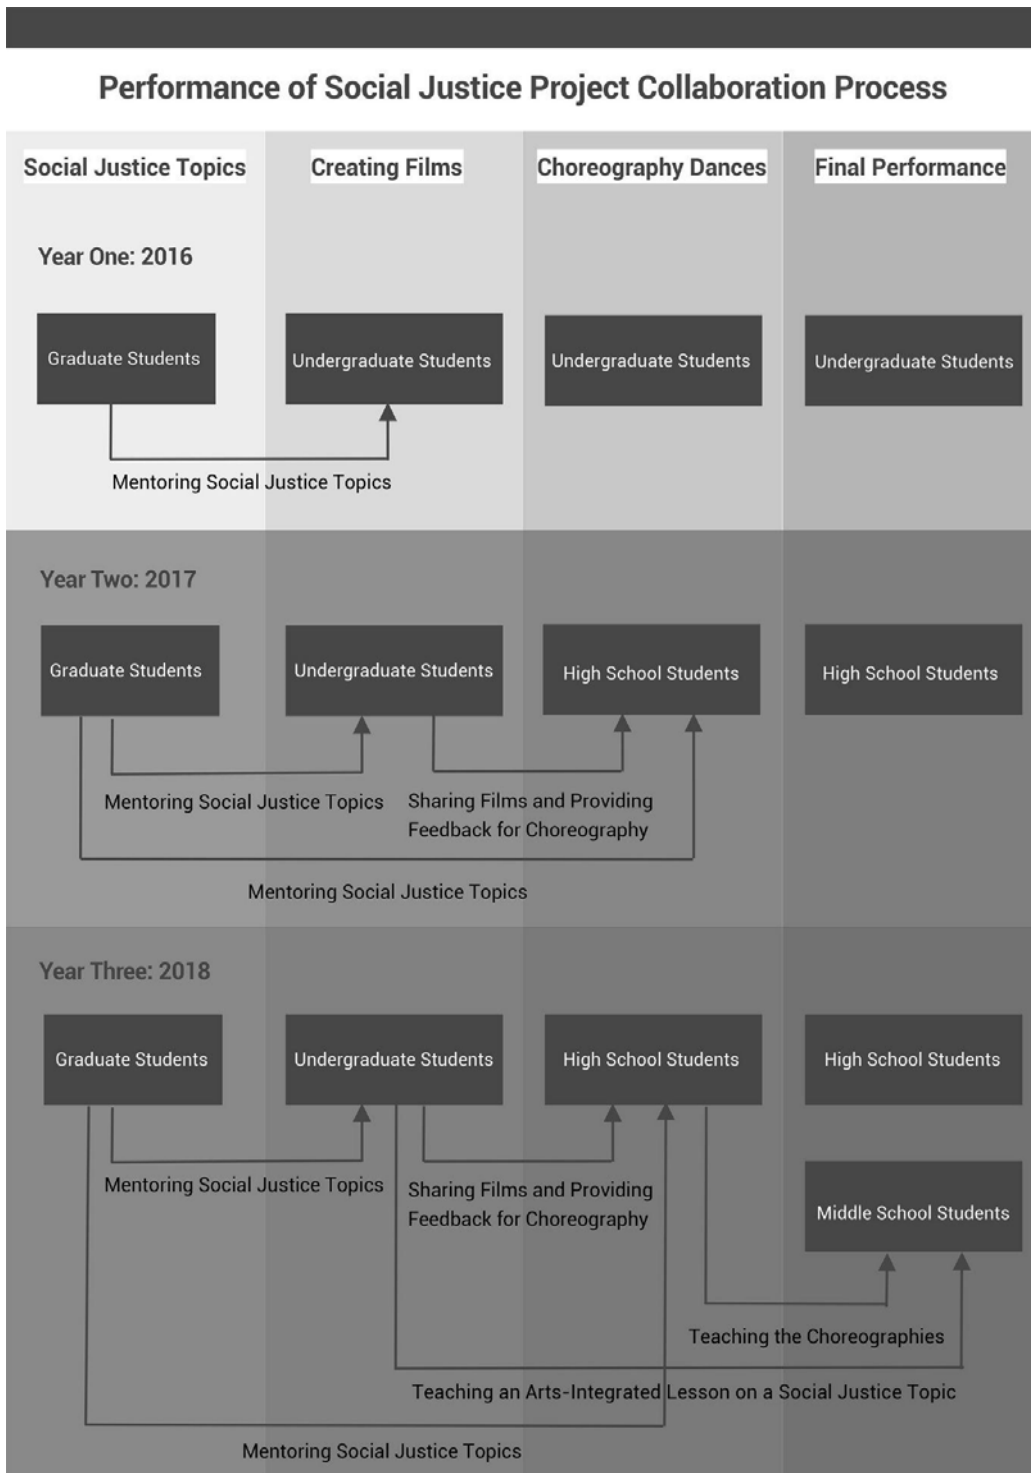 Performance of Social Justice Project Collaboration Process
Social Justice Topics
Creating Films
Choreography Dances
Final Performance
Year One: 2016
Graduate Students
Undergraduate Students
Undergraduate Students
Undergraduate Students
Mentoring Social Justice Topics
Year Two: 2017
Graduate Students
Undergraduate Students
High School Students
High School Students
Mentoring Social Justice Topics
Sharing Films and Providing
Feedback for Choreography
Mentoring Social Justice Topics
Year Three: 2018
Graduate Students
Undergraduate Students
High School Students
High School Students
Mentoring Social Justice Topics
Sharing Films and Providing
Feedback for Choreography
Middle School Students
Teaching the Choreographies
Teaching an Arts-Integrated Lesson on a Social Justice Topic
Mentoring Social Justice Topics